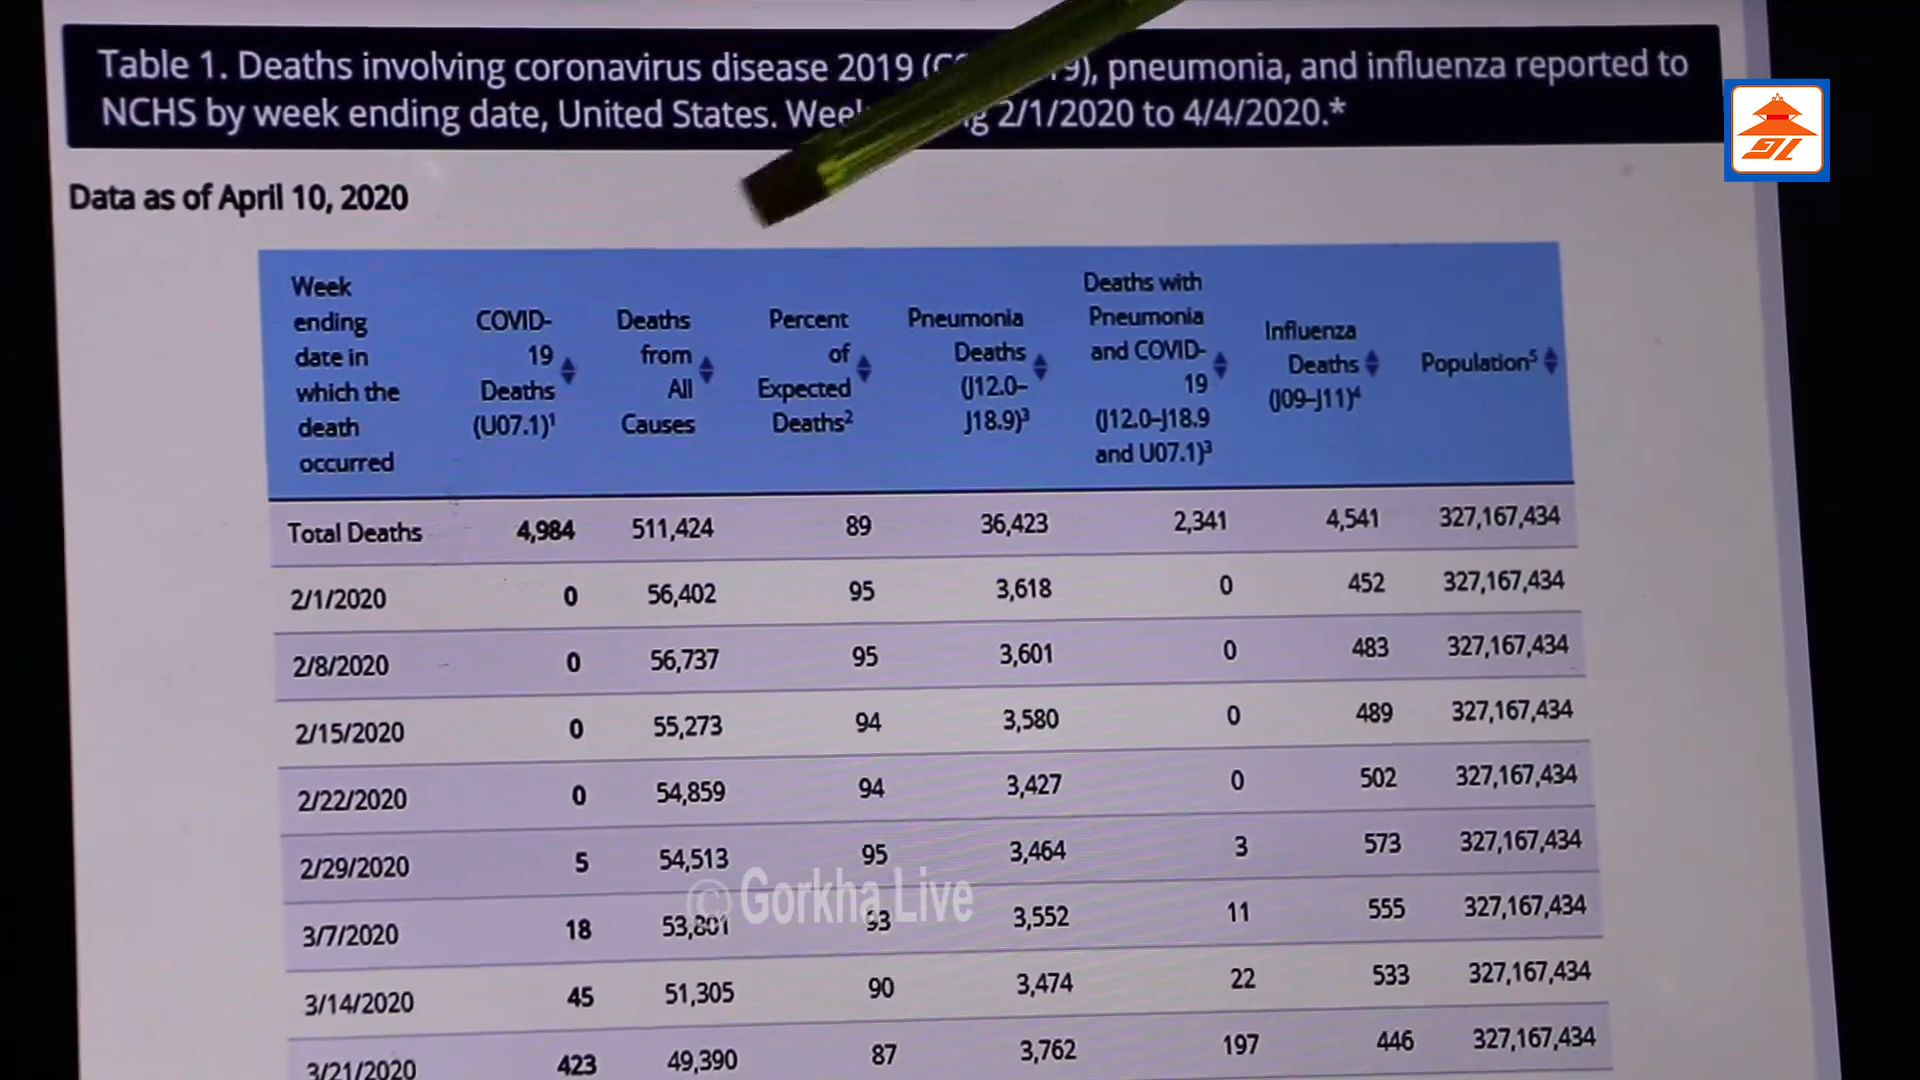 Table 1. Deaths involving coronavirus disease 2019 ( 9), pneumonia, and influenza reported to
NCHS by week ending date, United States. 2/1/2020 to 4/4/2020.*
Data as of April 10, 2020
Week ending date in which the death occurred
COVID-19 Deaths (U07.1)¹
Deaths from All Causes
Percent of Expected Deaths²
Pneumonia Deaths (J12.0–J18.9)³
Deaths with Pneumonia and COVID-19 (J12.0–J18.9 and U07.1)³
Influenza Deaths (J09–J11)⁴
Population⁵
Total Deaths 4,984 511,424 89 36,423 2,341 4,541 327,167,434
2/1/2020 0 56,402 95 3,618 0 452 327,167,434
2/8/2020 0 56,737 95 3,601 0 483 327,167,434
2/15/2020 0 55,273 94 3,580 0 489 327,167,434
2/22/2020 0 54,859 94 3,427 0 502 327,167,434
2/29/2020 5 54,513 95 3,464 3 573 327,167,434
3/7/2020 18 53,801 93 3,552 11 555 327,167,434
3/14/2020 45 51,305 90 3,474 22 533 327,167,434
3/21/2020 423 49,390 87 3,762 197 446 327,167,434
© Gorkha Live
GL